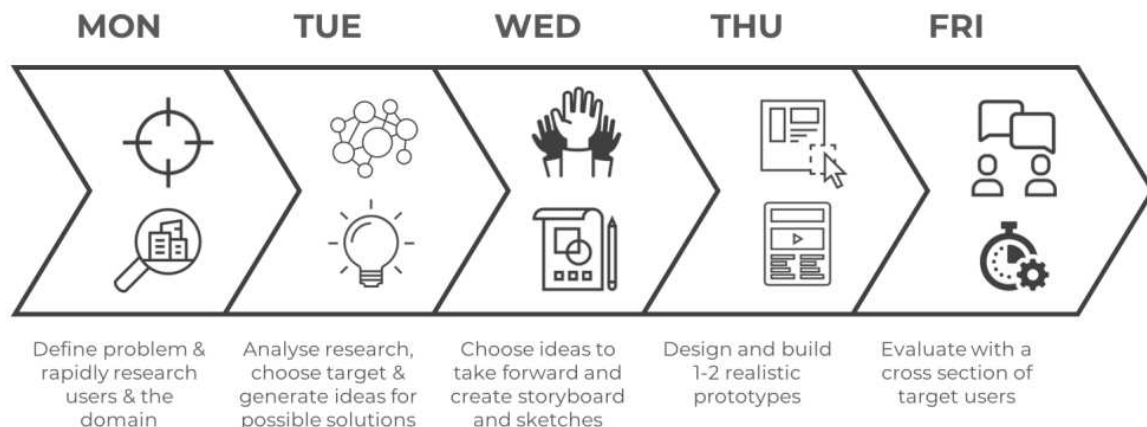 MON
TUE
WED
THU
FRI
Define problem &
rapidly research
users & the
domain
Analyse research,
choose target &
generate ideas for
possible solutions
Choose ideas to
take forward and
create storyboard
and sketches
Design and build
1-2 realistic
prototypes
Evaluate with a
cross section of
target users